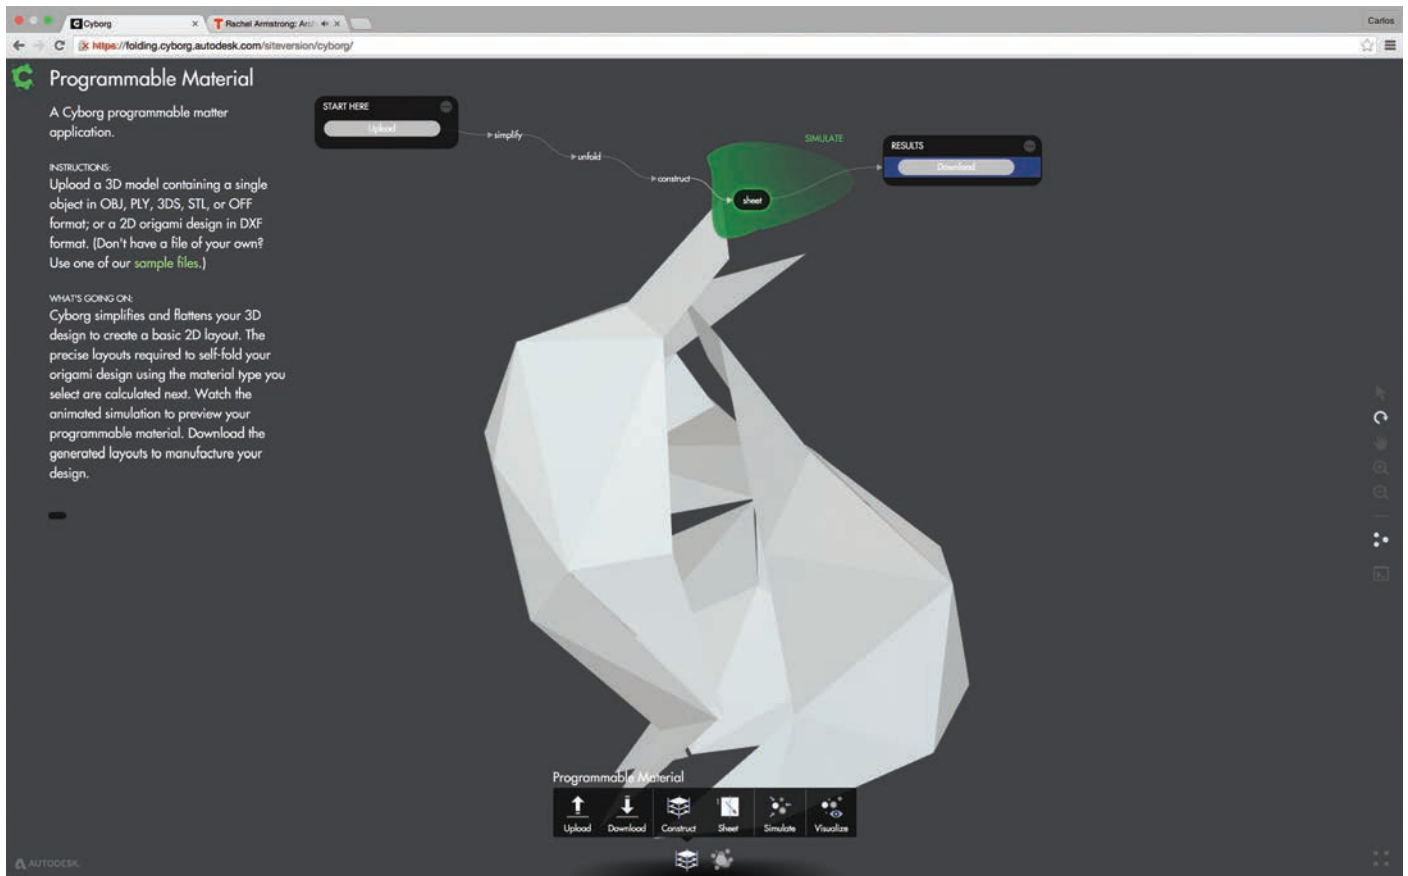 Cyborg
Rachel Armstrong: Arch
Carlos
https://folding.cyborg.autodesk.com/siteversion/cyborg/
Programmable Material
A Cyborg programmable matter
application.
INSTRUCTIONS:
Upload a 3D model containing a single
object in OBJ, PLY, 3DS, STL, or OFF
format; or a 2D origami design in DXF
format. (Don't have a file of your own?
Use one of our sample files.)
WHAT'S GOING ON:
Cyborg simplifies and flattens your 3D
design to create a basic 2D layout. The
precise layouts required to self-fold your
origami design using the material type you
select are calculated next. Watch the
animated simulation to preview your
programmable material. Download the
generated layouts to manufacture your
design.
START HERE
Upload
simplify
unfold
construct
SIMULATE
sheet
RESULTS
Download
Programmable Material
Upload Download Construct Sheet Simulate Visualize
AUTODESK